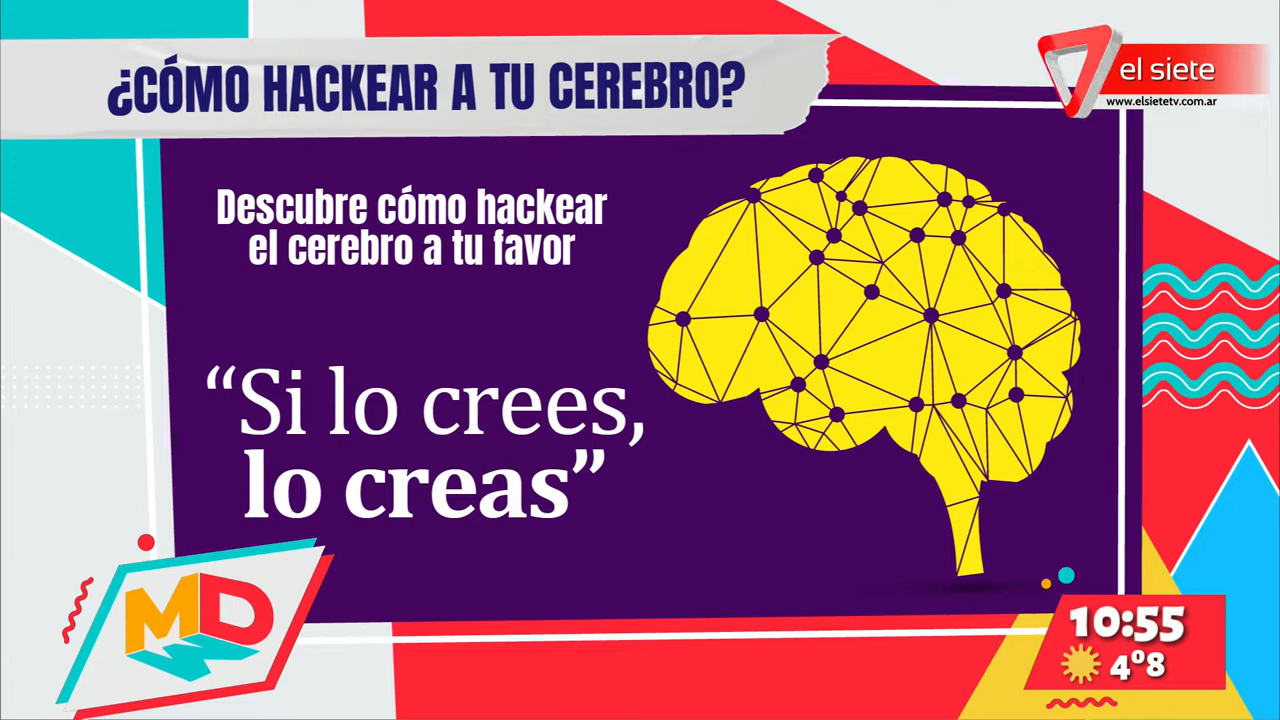 ¿CÓMO HACKEAR A TU CEREBRO?
el siete
www.elsietetv.com.ar
Descubre cómo hackear
el cerebro a tu favor
“Si lo crees,
lo creas”
MD
10:55
4º8